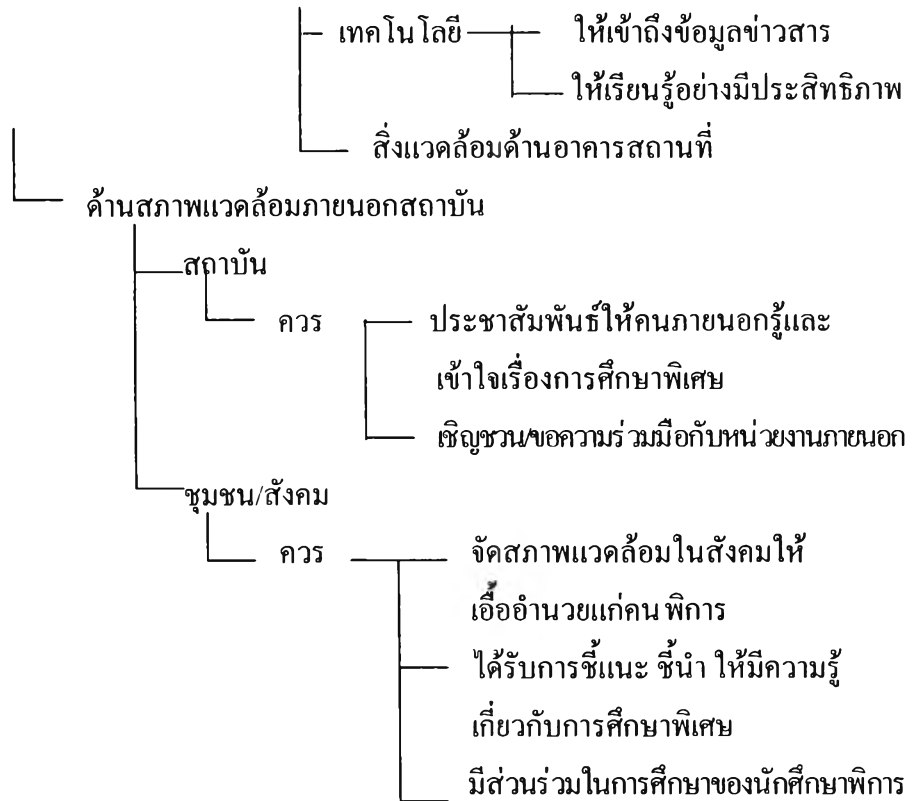 เทคโนโลยี ให้เข้าถึงข้อมูลข่าวสาร
ให้เรียนรู้อย่างมีประสิทธิภาพ
สิ่งแวดล้อมด้านอาคารสถานที่
ด้านสภาพแวดล้อมภายนอกสถาบัน
สถาบัน
ควร ประชาสัมพันธ์ให้คนภายนอกรู้และ
เข้าใจเรื่องการศึกษาพิเศษ
เชิญชวน/ขอความร่วมมือกับหน่วยงานภายนอก
ชุมชน/สังคม
ควร จัดสภาพแวดล้อมในสังคมให้
เอื้ออำนวยแก่คนพิการ
ได้รับการชี้แนะ ชี้นำ ให้มีความรู้
เกี่ยวกับการศึกษาพิเศษ
มีส่วนร่วมในการศึกษาของนักศึกษาพิการ